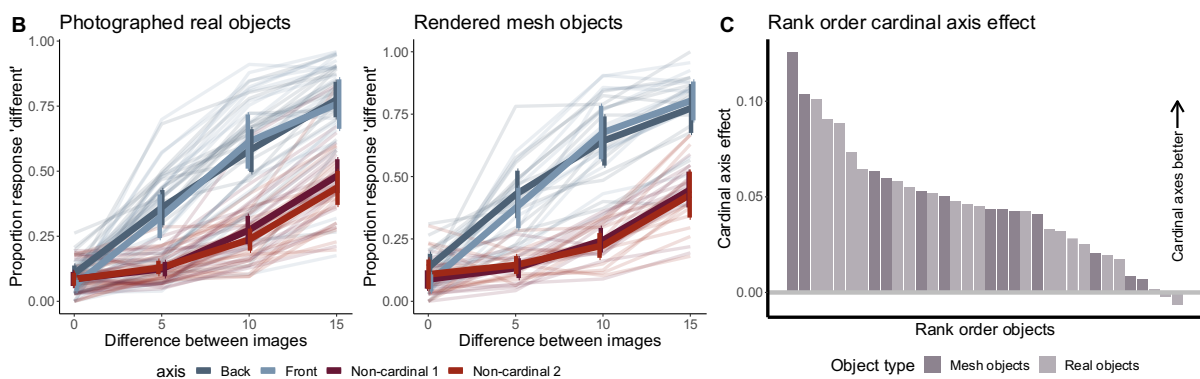 B
Photographed real objects
Rendered mesh objects
C
Rank order cardinal axis effect
Proportion response 'different'
1.00
0.75
0.50
0.25
0.00
0
5
10
15
Difference between images
Proportion response 'different'
1.00
0.75
0.50
0.25
0.00
0
5
10
15
Difference between images
axis Back Front Non-cardinal 1 Non-cardinal 2
Cardinal axis effect
0.10
0.05
0.00
Cardinal axes better
Rank order objects
Object type Mesh objects Real objects